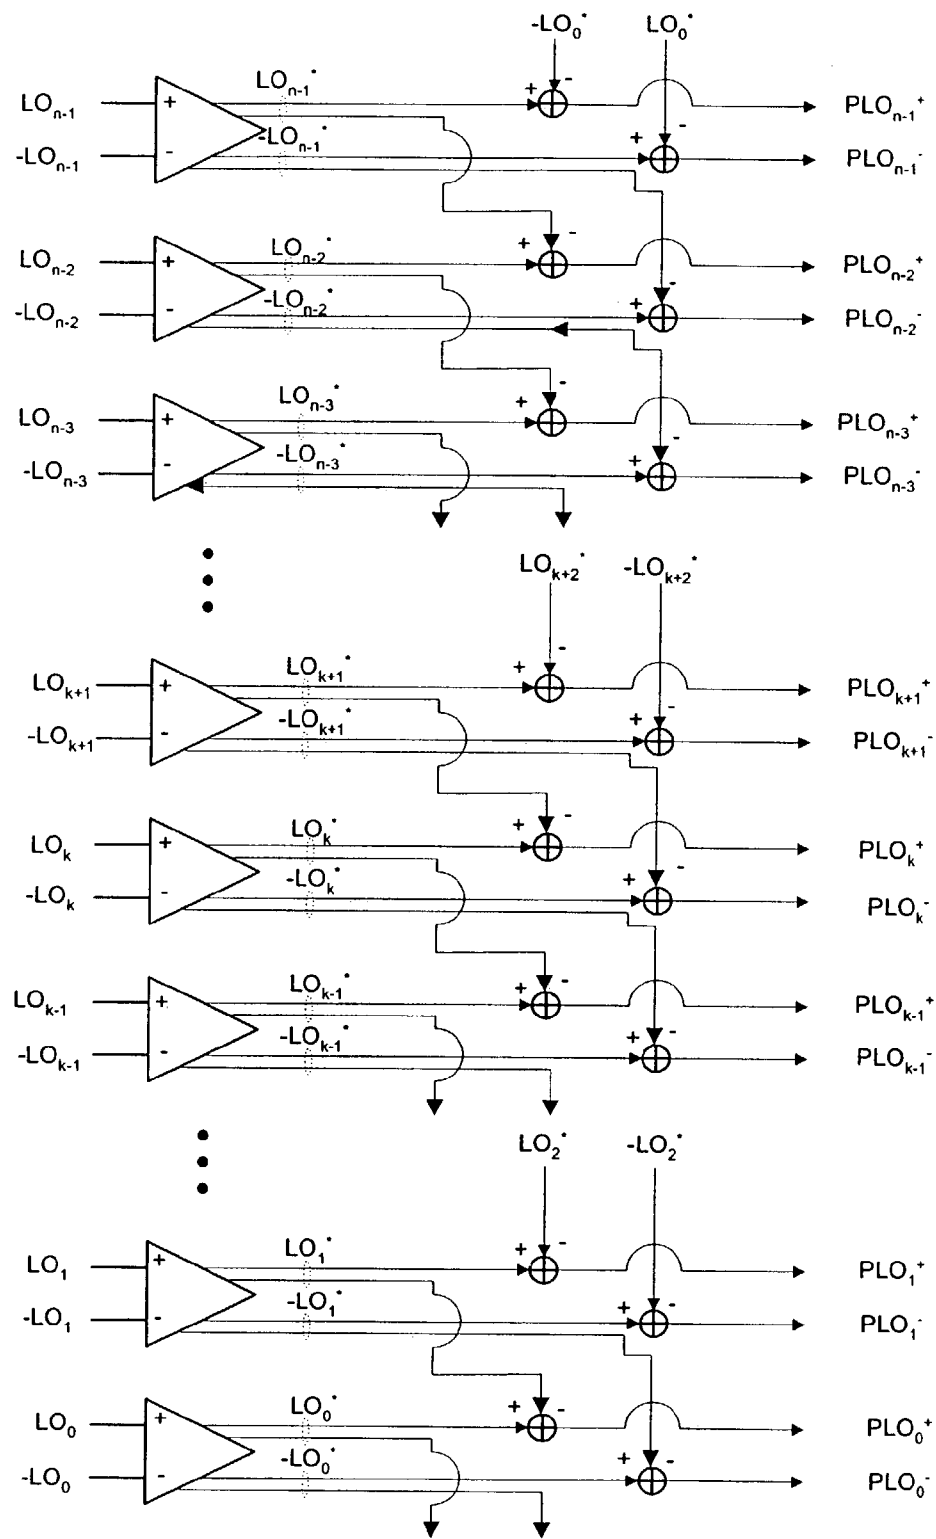 -LO₀* LO₀*
LOₙ₋₁ + LOₙ₋₁* + - PLOₙ₋₁⁺
-LOₙ₋₁ - -LOₙ₋₁* + - PLOₙ₋₁⁻
LOₙ₋₂ + LOₙ₋₂* + - PLOₙ₋₂⁺
-LOₙ₋₂ - -LOₙ₋₂* + - PLOₙ₋₂⁻
LOₙ₋₃ + LOₙ₋₃* + - PLOₙ₋₃⁺
-LOₙ₋₃ - -LOₙ₋₃* + - PLOₙ₋₃⁻
LOₖ₊₂* -LOₖ₊₂*
LOₖ₊₁ + LOₖ₊₁* + - PLOₖ₊₁⁺
-LOₖ₊₁ - -LOₖ₊₁* + - PLOₖ₊₁⁻
LOₖ + LOₖ* + - PLOₖ⁺
-LOₖ - -LOₖ* + - PLOₖ⁻
LOₖ₋₁ + LOₖ₋₁* + - PLOₖ₋₁⁺
-LOₖ₋₁ - -LOₖ₋₁* + - PLOₖ₋₁⁻
LO₂* -LO₂*
LO₁ + LO₁* + - PLO₁⁺
-LO₁ - -LO₁* + - PLO₁⁻
LO₀ + LO₀* + - PLO₀⁺
-LO₀ - -LO₀* + - PLO₀⁻